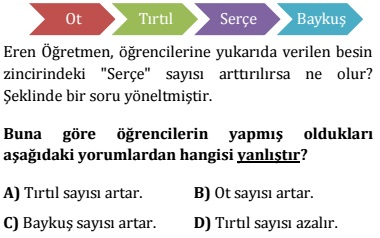 Ot Tırtıl Serçe Baykuş
Eren Öğretmen, öğrencilerine yukarıda verilen besin
zincirindeki "Serçe" sayısı arttırılırsa ne olur?
Şeklinde bir soru yöneltmiştir.
Buna göre öğrencilerin yapmış oldukları
aşağıdaki yorumlardan hangisi yanlıştır?
A) Tırtıl sayısı artar. B) Ot sayısı artar.
C) Baykuş sayısı artar. D) Tırtıl sayısı azalır.